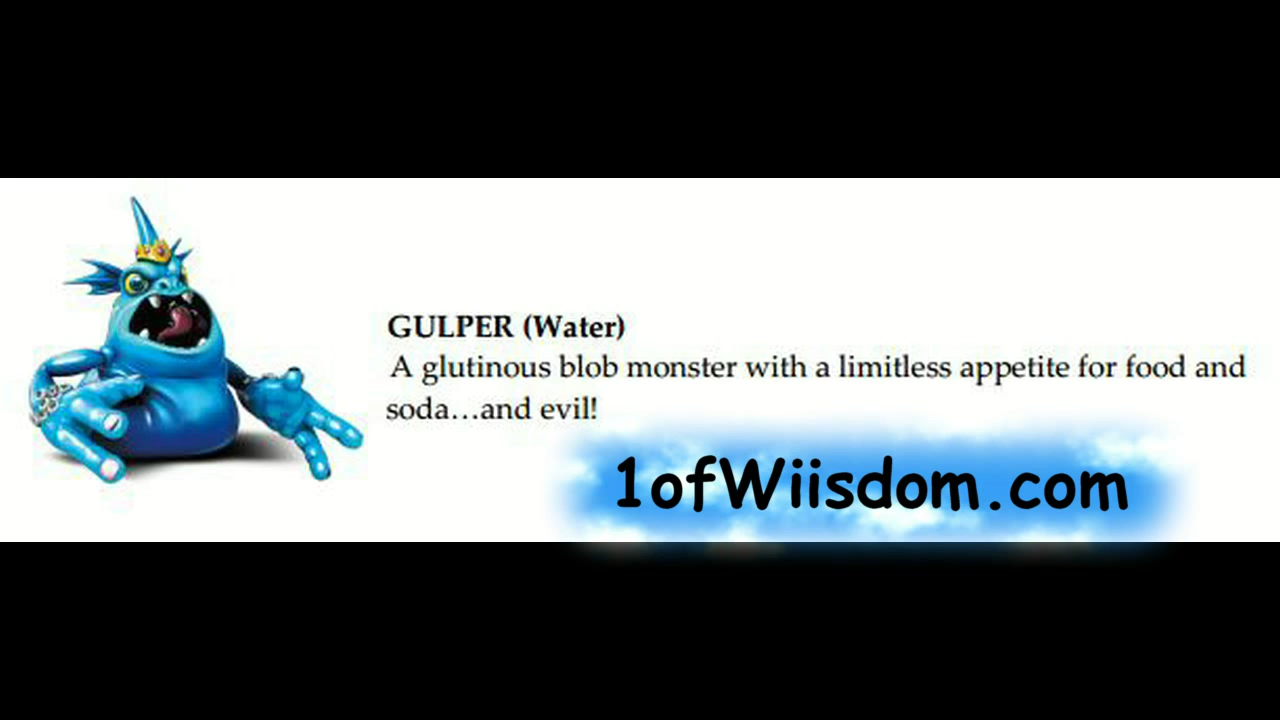 GULPER (Water)
A glutinous blob monster with a limitless appetite for food and
soda…and evil!
1ofWiisdom.com